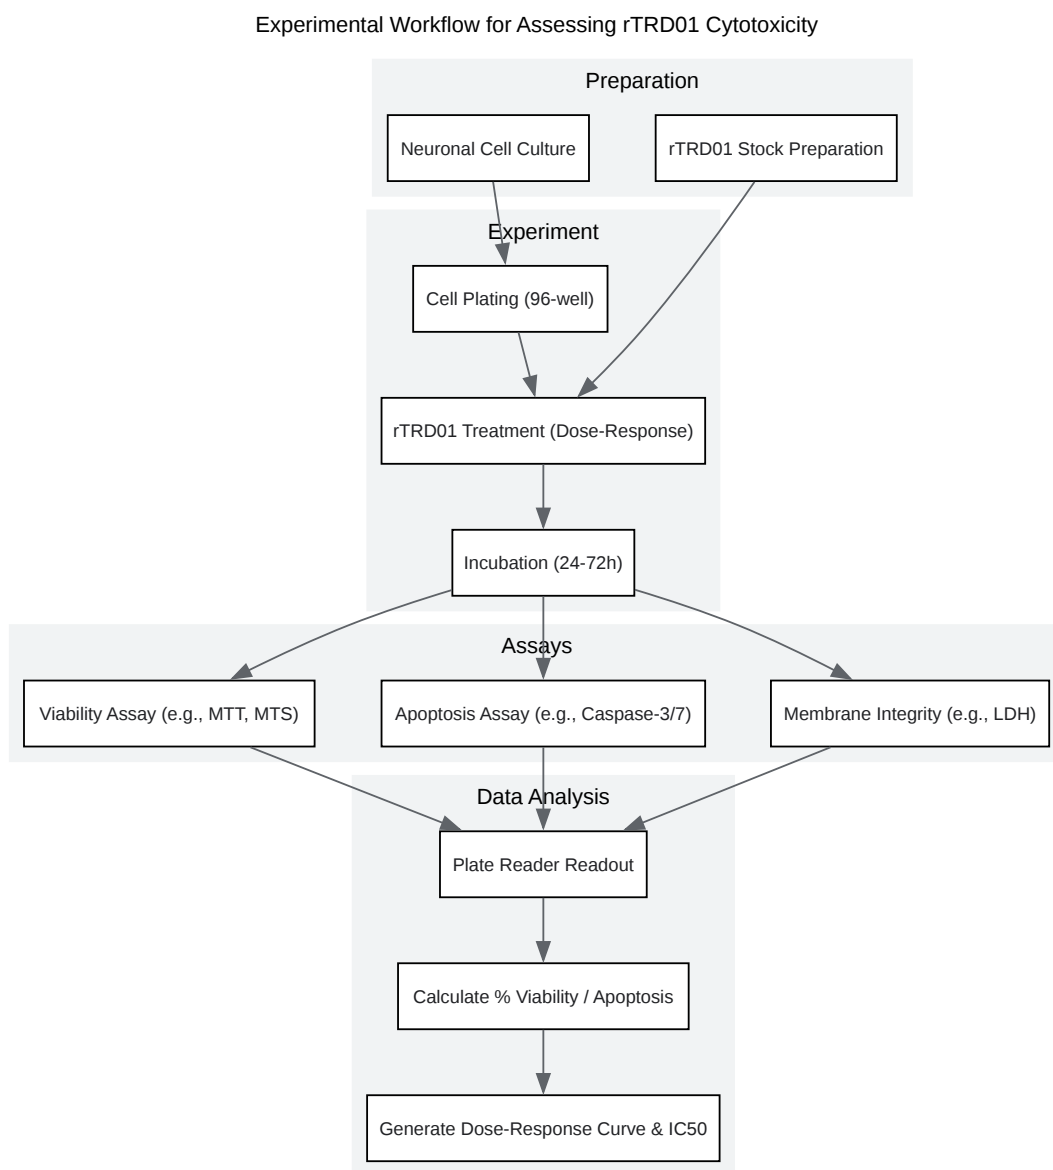 Experimental Workflow for Assessing rTRD01 Cytotoxicity
Preparation
Neuronal Cell Culture
rTRD01 Stock Preparation
Experiment
Cell Plating (96-well)
rTRD01 Treatment (Dose-Response)
Incubation (24-72h)
Assays
Viability Assay (e.g., MTT, MTS)
Apoptosis Assay (e.g., Caspase-3/7)
Membrane Integrity (e.g., LDH)
Data Analysis
Plate Reader Readout
Calculate % Viability / Apoptosis
Generate Dose-Response Curve & IC50